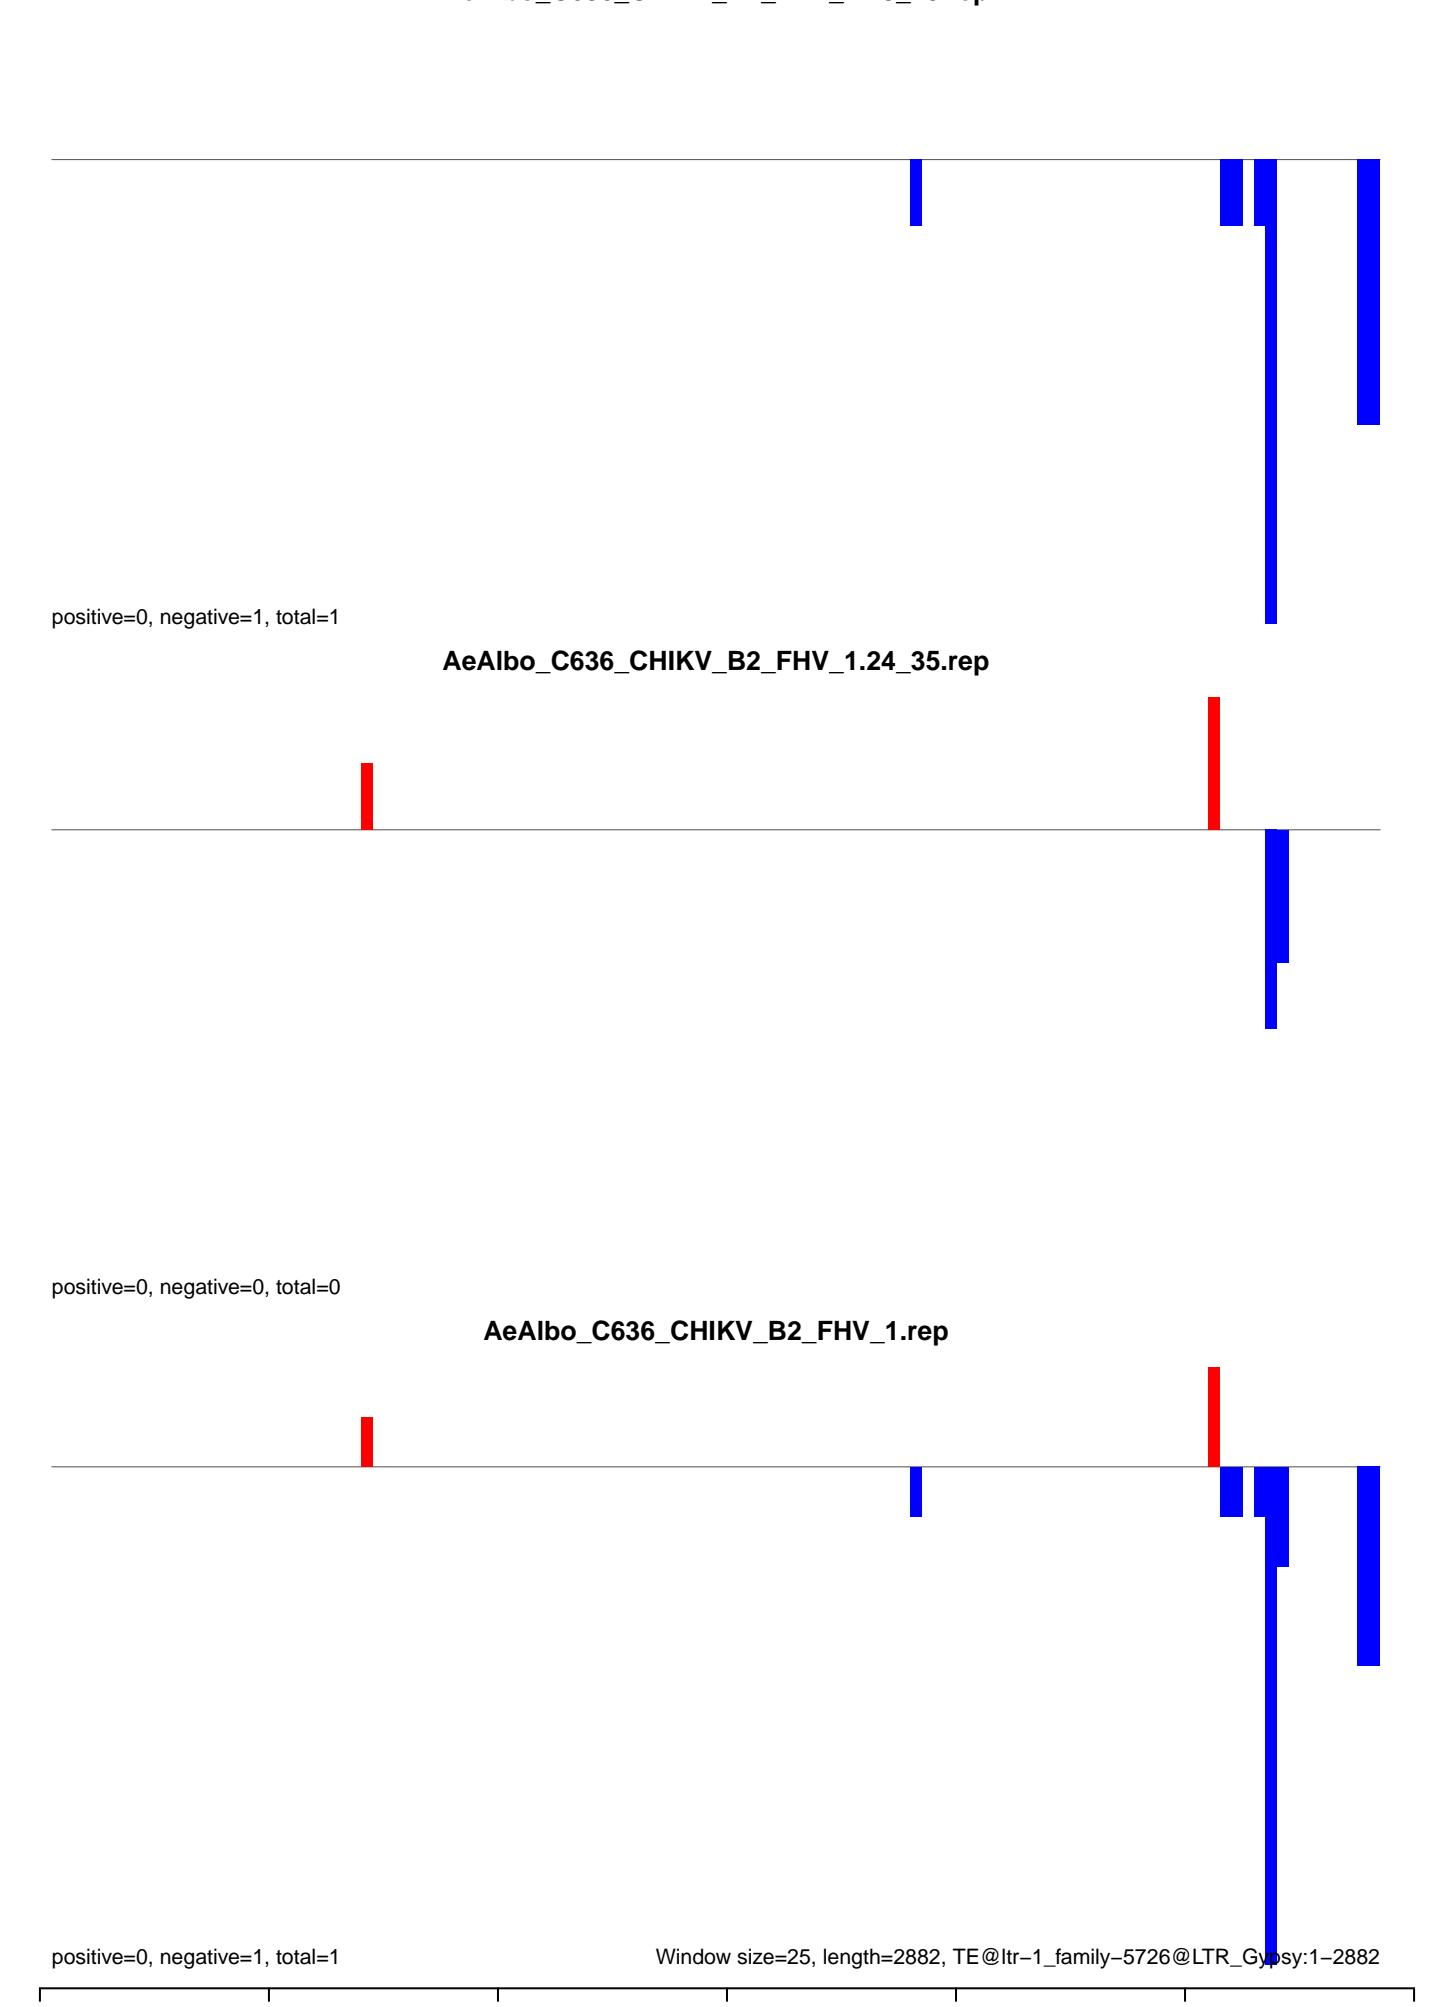 positive=0, negative=1, total=1
AeAlbo_C636_CHIKV_B2_FHV_1.24_35.rep
positive=0, negative=0, total=0
AeAlbo_C636_CHIKV_B2_FHV_1.rep
positive=0, negative=1, total=1
Window size=25, length=2882, TE@ltr−1_family−5726@LTR_Gypsy:1−2882